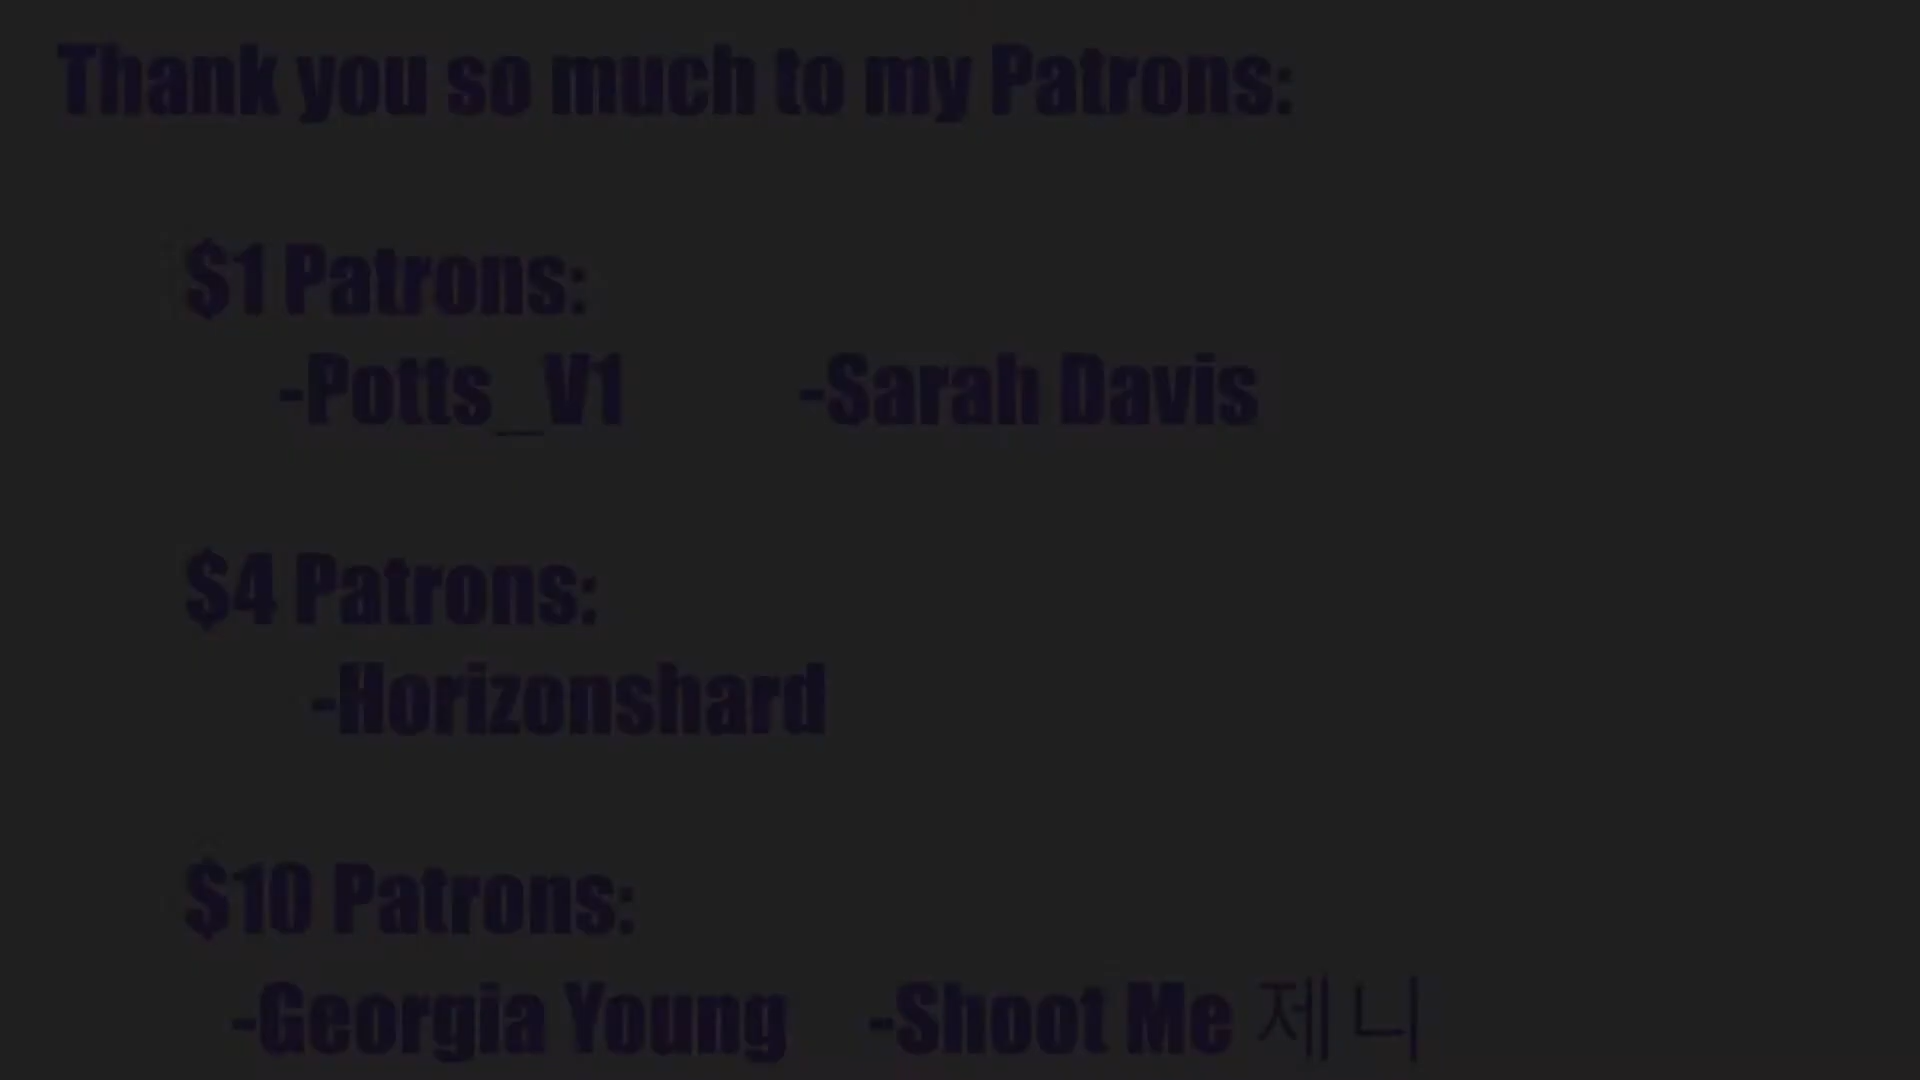 Thank you so much to my Patrons:
$1 Patrons:
-Potts_V1 -Sarah Davis
$4 Patrons:
-Horizonshard
$10 Patrons:
-Georgia Young -Shoot Me 제니